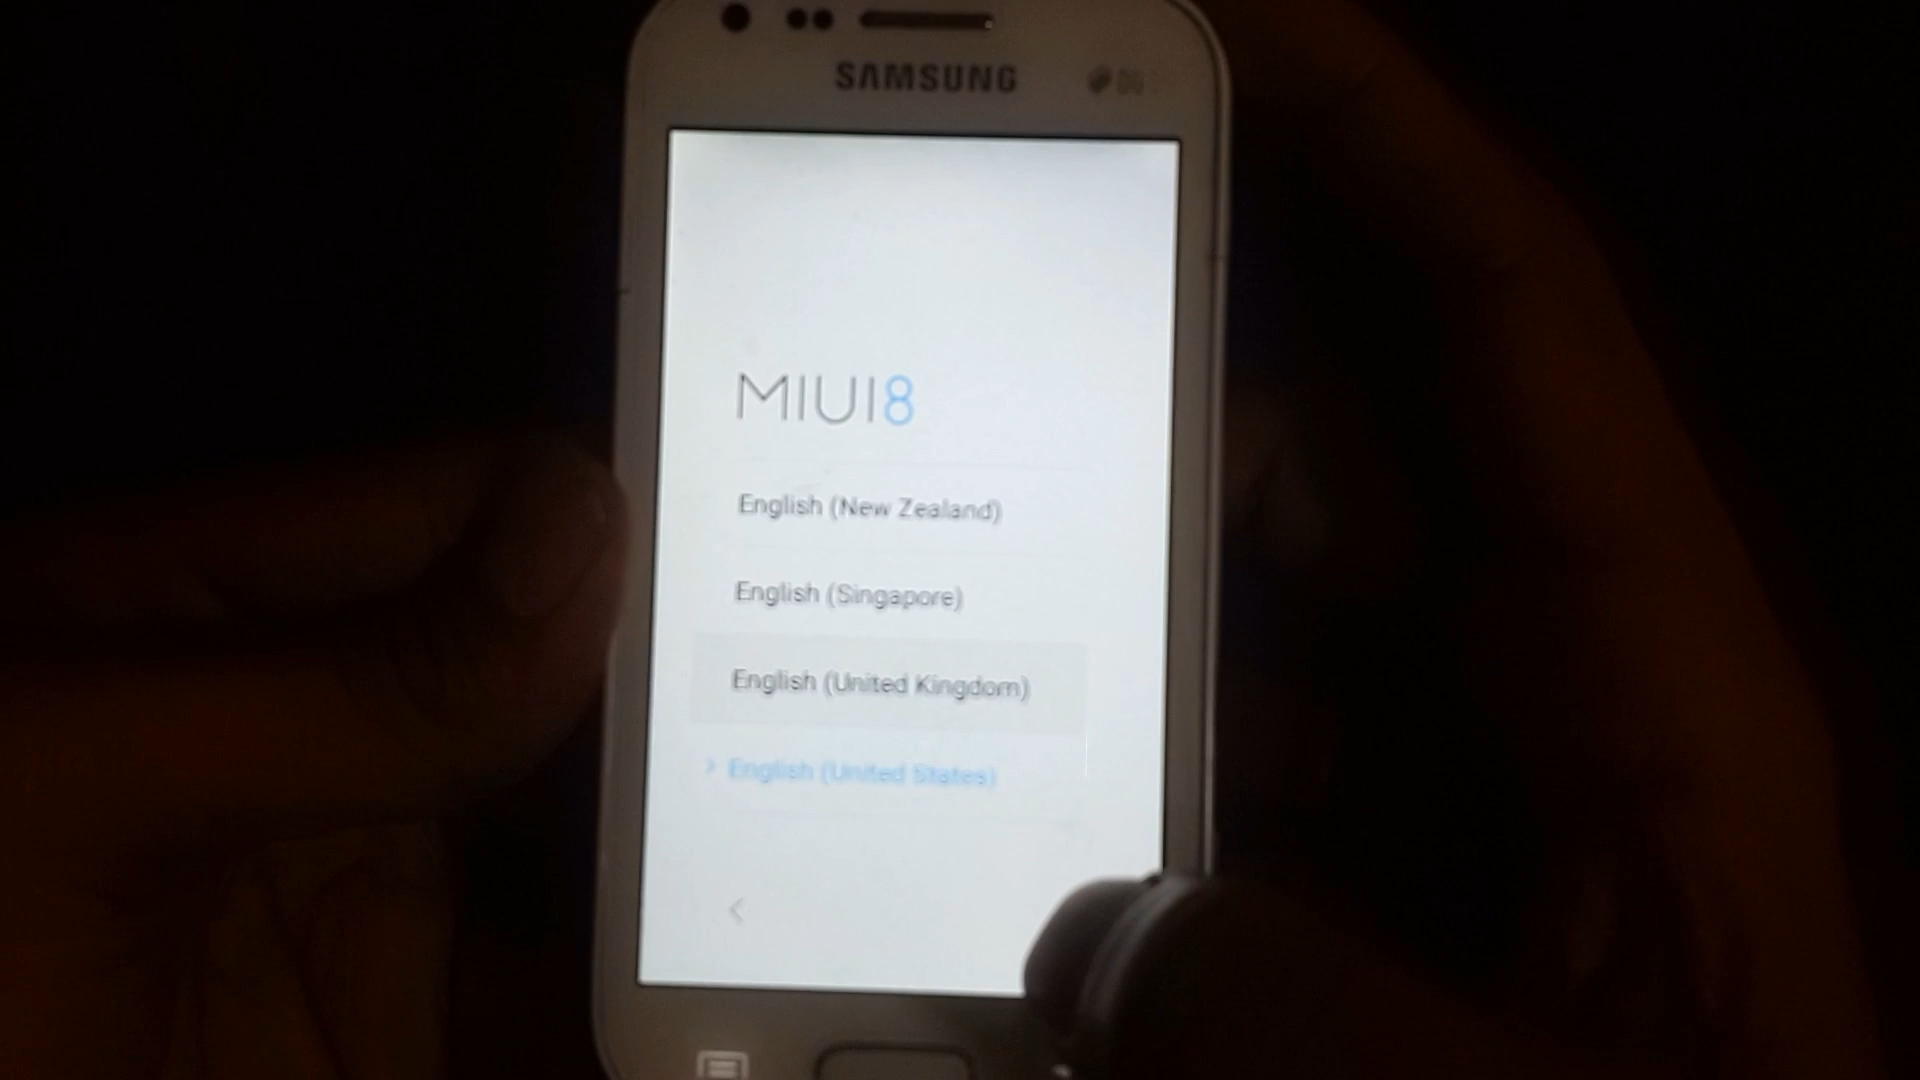 SAMSUNG
MIUI8
English (New Zealand)
English (Singapore)
English (United Kingdom)
English (United States)